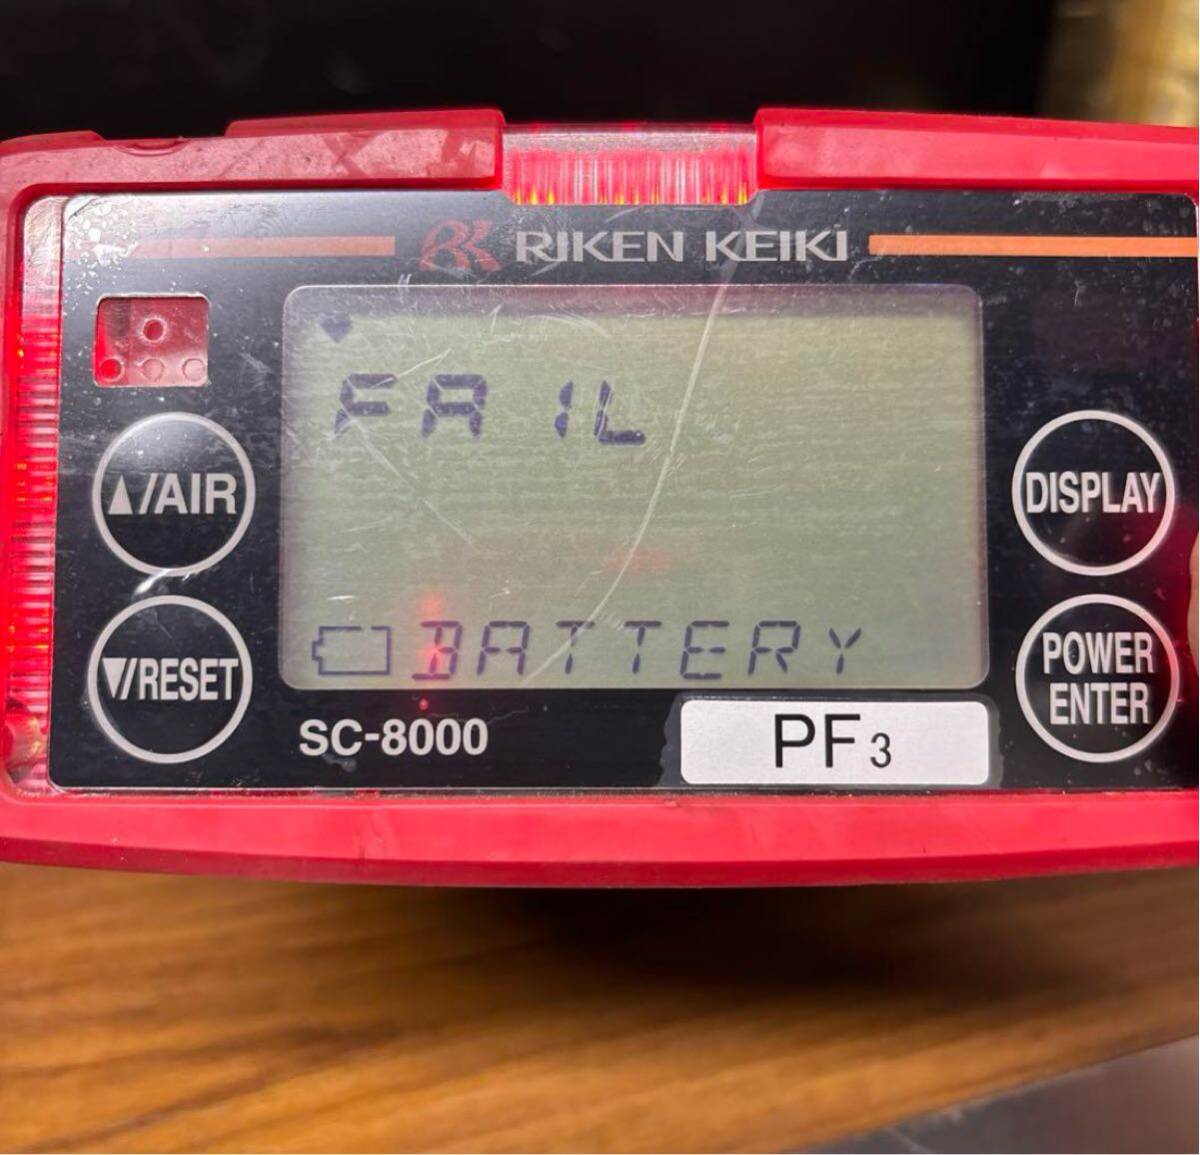 RIKEN KEIKI
FAIL
▲/AIR
DISPLAY
▼/RESET
BATTERY
POWER
ENTER
SC-8000
PF3